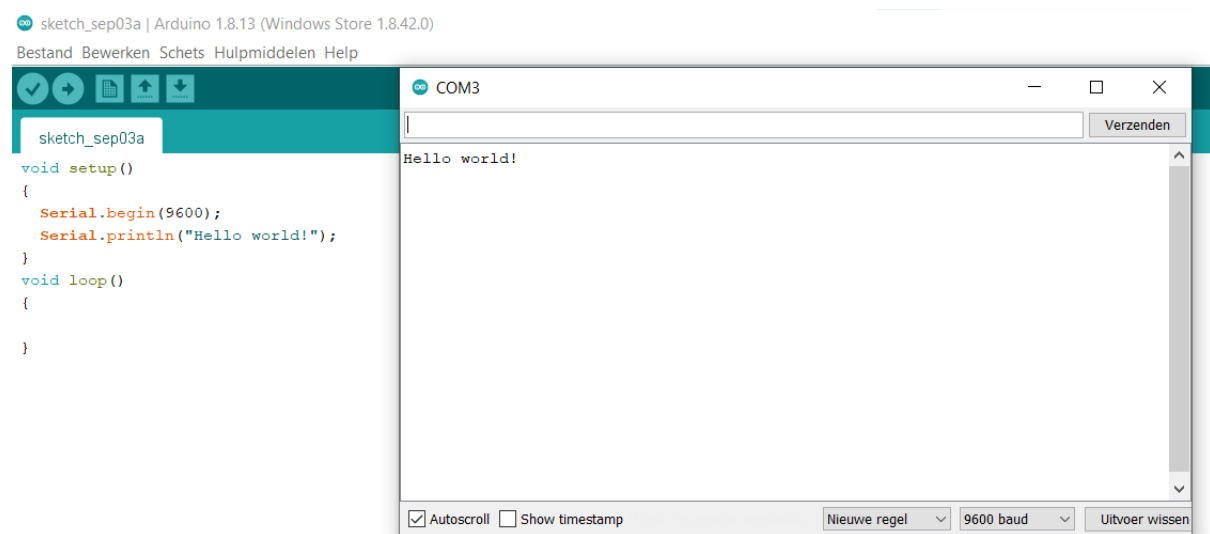 sketch_sep03a | Arduino 1.8.13 (Windows Store 1.8.42.0)
Bestand Bewerken Schets Hulpmiddelen Help
sketch_sep03a
void setup()
{
  Serial.begin(9600);
  Serial.println("Hello world!");
}
void loop()
{
}
COM3
Verzenden
Hello world!
Autoscroll Show timestamp Nieuwe regel 9600 baud Uitvoer wissen